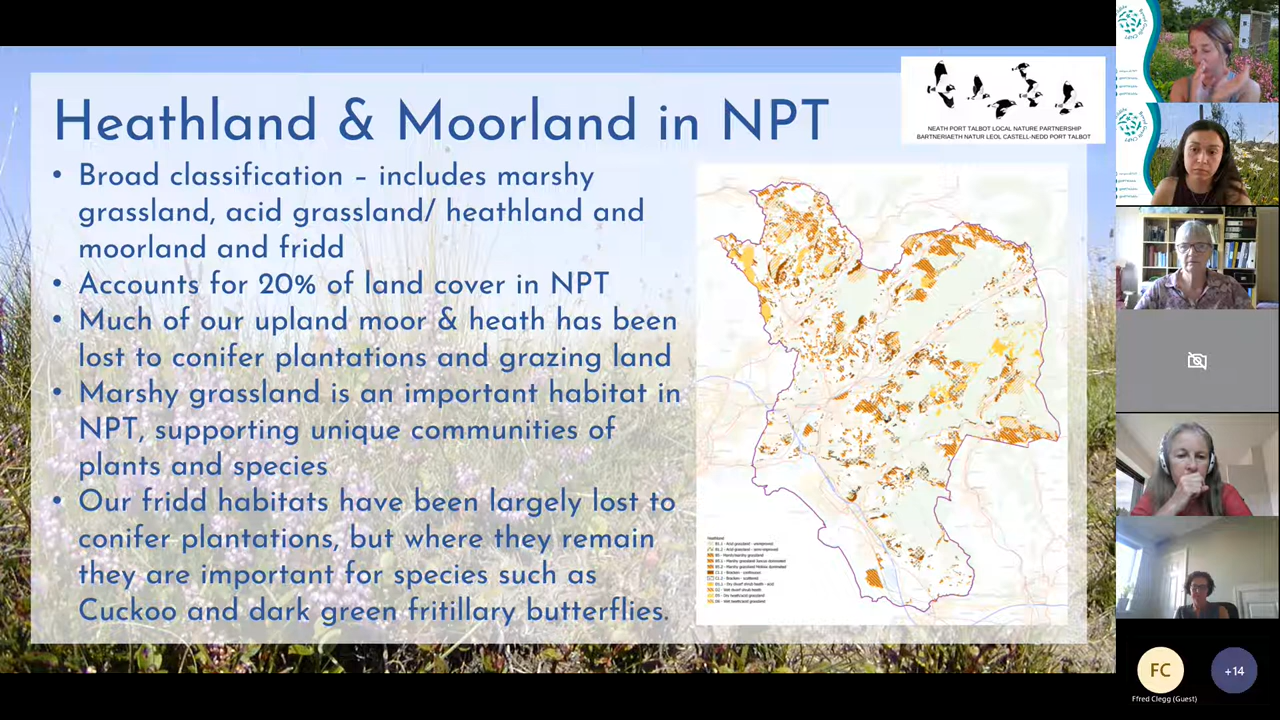 Heathland & Moorland in NPT
NEATH PORT TALBOT LOCAL NATURE PARTNERSHIP
BARTNERIAETH NATUR LEOL CASTELL-NEDD PORT TALBOT
• Broad classification – includes marshy
grassland, acid grassland/ heathland and
moorland and fridd
• Accounts for 20% of land cover in NPT
• Much of our upland moor & heath has been
lost to conifer plantations and grazing land
• Marshy grassland is an important habitat in
NPT, supporting unique communities of
plants and species
• Our fridd habitats have been largely lost to
conifer plantations, but where they remain
they are important for species such as
Cuckoo and dark green fritillary butterflies.
FC
+14
Ffred Clegg (Guest)